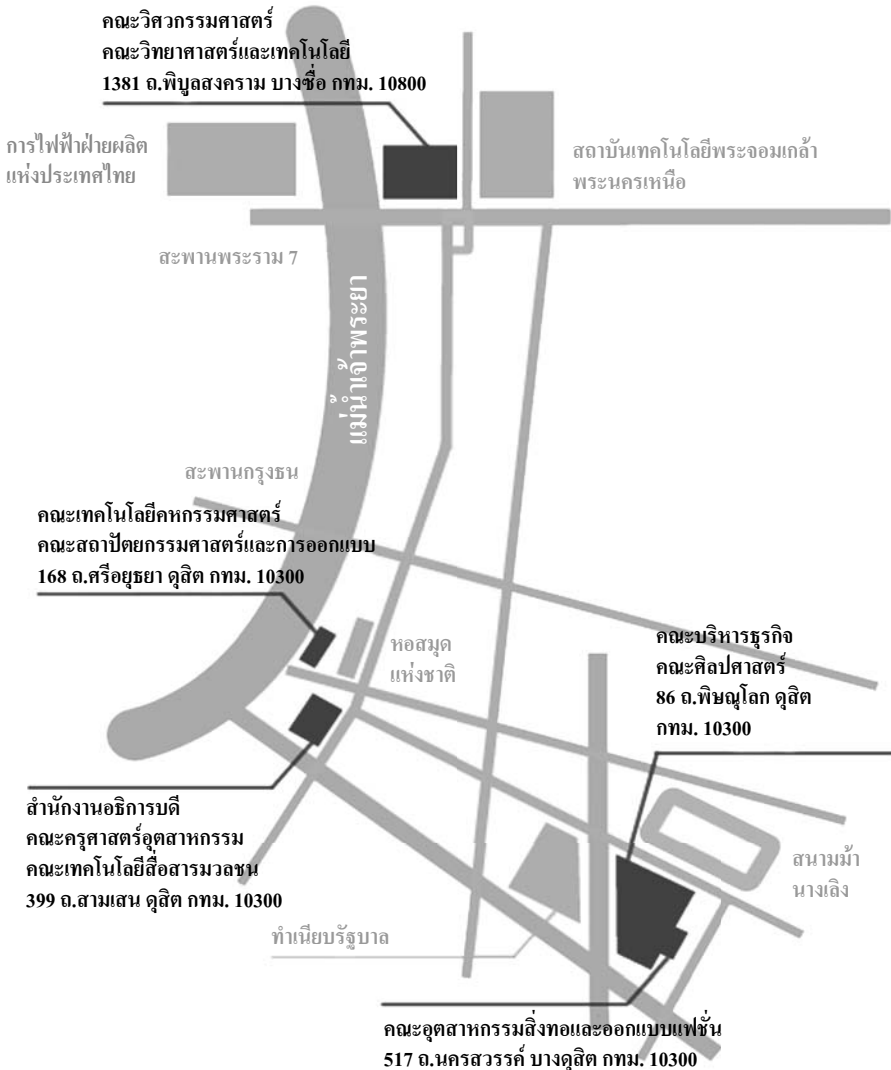 คณะวิศวกรรมศาสตร์
คณะวิทยาศาสตร์และเทคโนโลยี
1381 ถ.พิบูลสงคราม บางซื่อ กทม. 10800
การไฟฟ้าฝ่ายผลิต
แห่งประเทศไทย
สถาบันเทคโนโลยีพระจอมเกล้า
พระนครเหนือ
สะพานพระราม 7
แม่น้ำเจ้าพระยา
สะพานกรุงธน
คณะเทคโนโลยีคหกรรมศาสตร์
คณะสถาปัตยกรรมศาสตร์และการออกแบบ
168 ถ.ศรีอยุธยา ดุสิต กทม. 10300
หอสมุด
แห่งชาติ
คณะบริหารธุรกิจ
คณะศิลปศาสตร์
86 ถ.พิษณุโลก ดุสิต
กทม. 10300
สำนักงานอธิการบดี
คณะครุศาสตร์อุตสาหกรรม
คณะเทคโนโลยีสื่อสารมวลชน
399 ถ.สามเสน ดุสิต กทม. 10300
สนามม้า
นางเลิง
ทำเนียบรัฐบาล
คณะอุตสาหกรรมสิ่งทอและออกแบบแฟชั่น
517 ถ.นครสวรรค์ บางดุสิต กทม. 10300